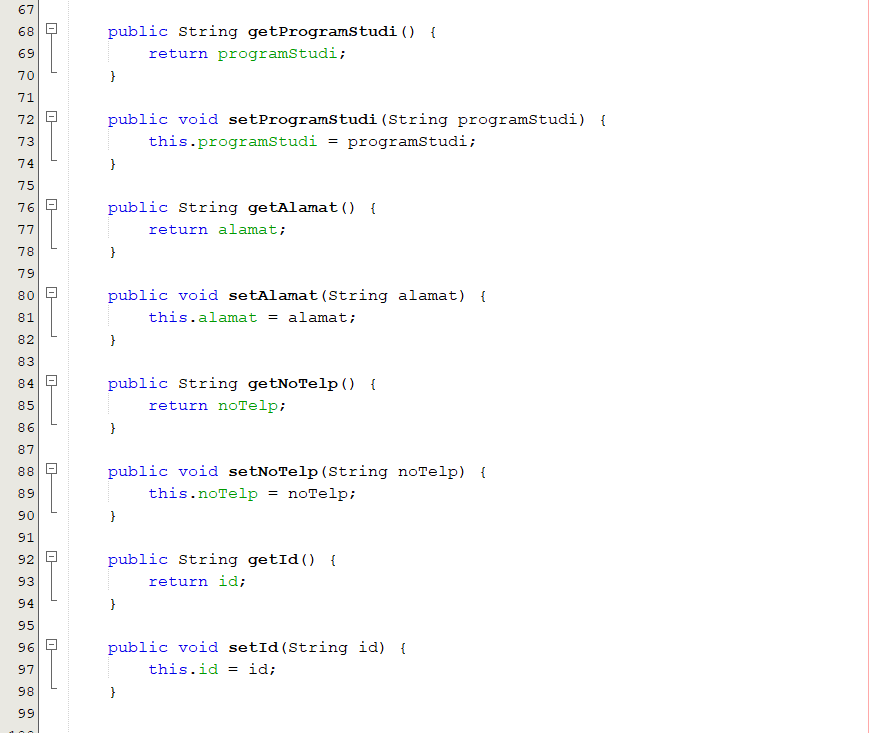 67
68 public String getProgramStudi() {
69 return programStudi;
70 }
71
72 public void setProgramStudi(String programStudi) {
73 this.programStudi = programStudi;
74 }
75
76 public String getAlamat() {
77 return alamat;
78 }
79
80 public void setAlamat(String alamat) {
81 this.alamat = alamat;
82 }
83
84 public String getNoTelp() {
85 return noTelp;
86 }
87
88 public void setNoTelp(String noTelp) {
89 this.noTelp = noTelp;
90 }
91
92 public String getId() {
93 return id;
94 }
95
96 public void setId(String id) {
97 this.id = id;
98 }
99